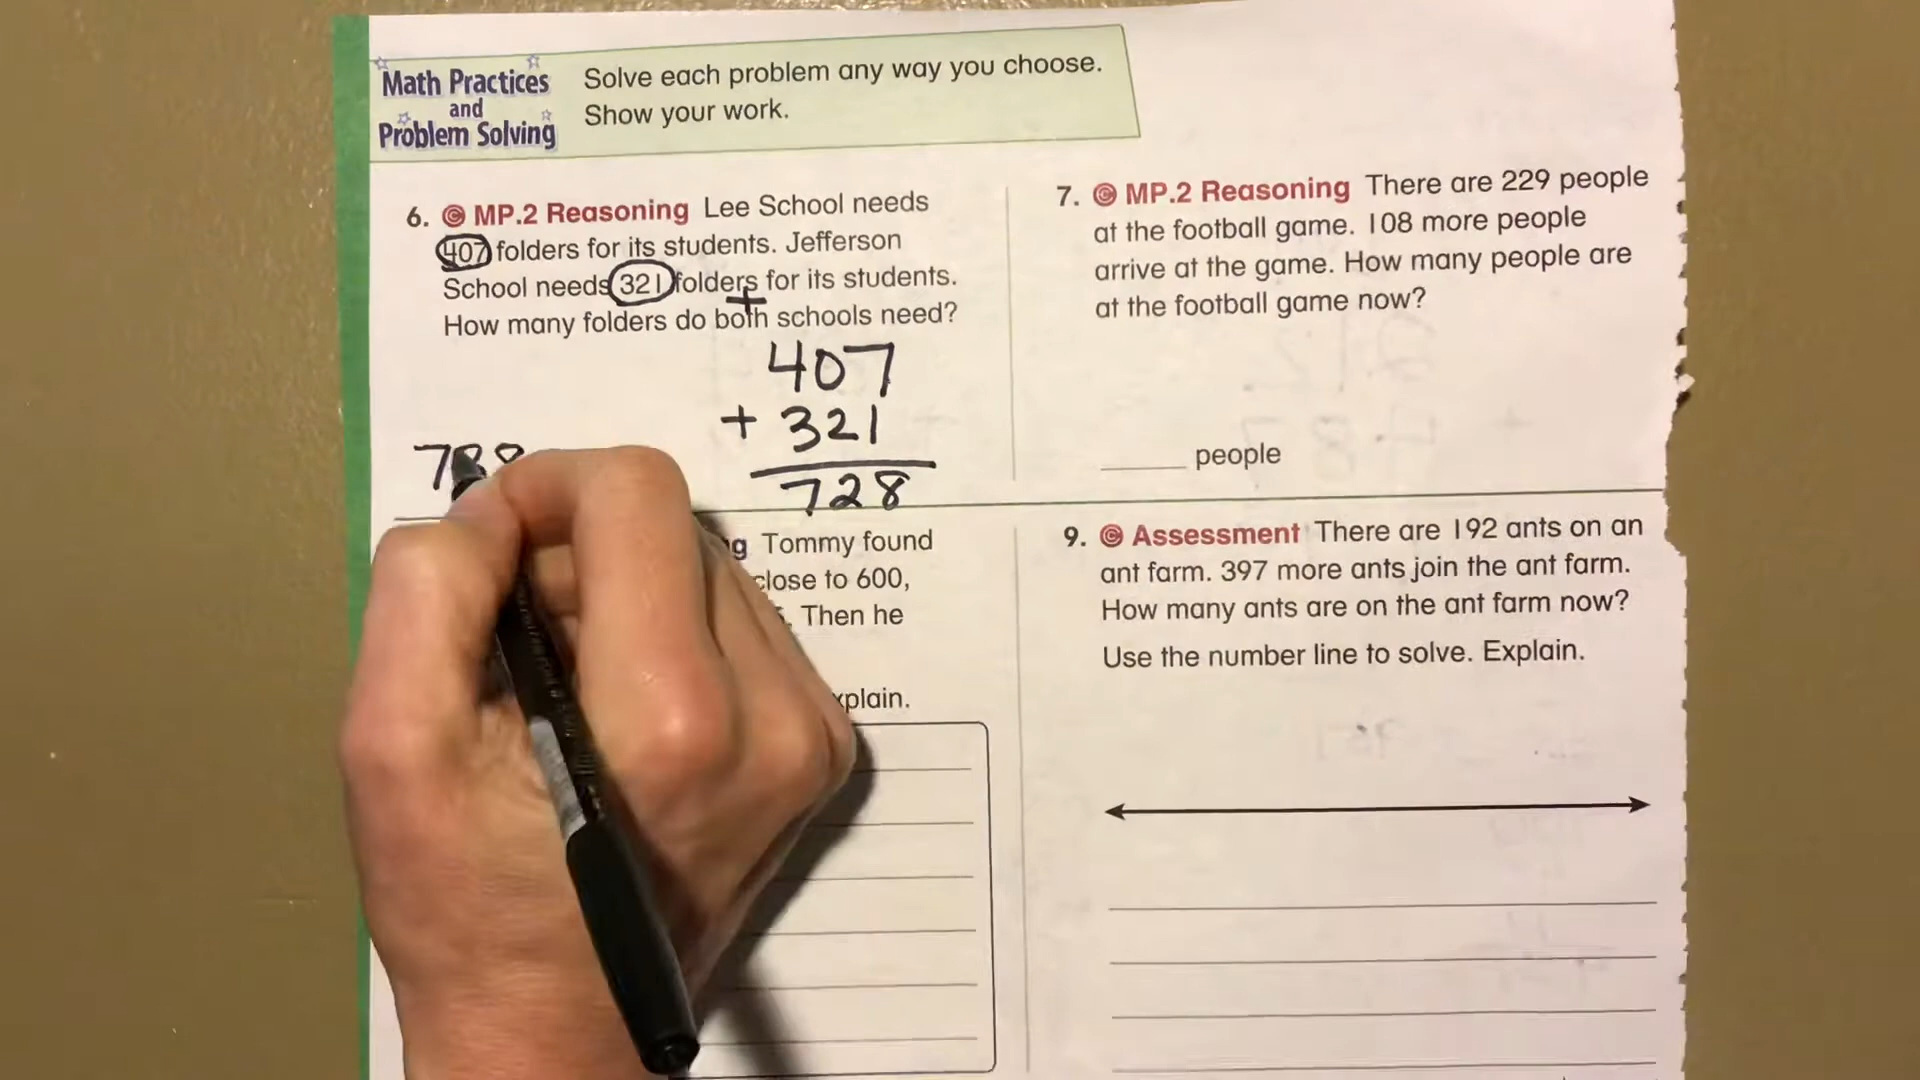 Math Practices
and
Problem Solving
Solve each problem any way you choose.
Show your work.
6. MP.2 Reasoning Lee School needs
407 folders for its students. Jefferson
School needs 321 folders for its students.
+
How many folders do both schools need?
407
+ 321
728
7. MP.2 Reasoning There are 229 people
at the football game. 108 more people
arrive at the game. How many people are
at the football game now?
people
Tommy found
close to 600,
Then he
9. Assessment There are 192 ants on an
ant farm. 397 more ants join the ant farm.
How many ants are on the ant farm now?
Use the number line to solve. Explain.